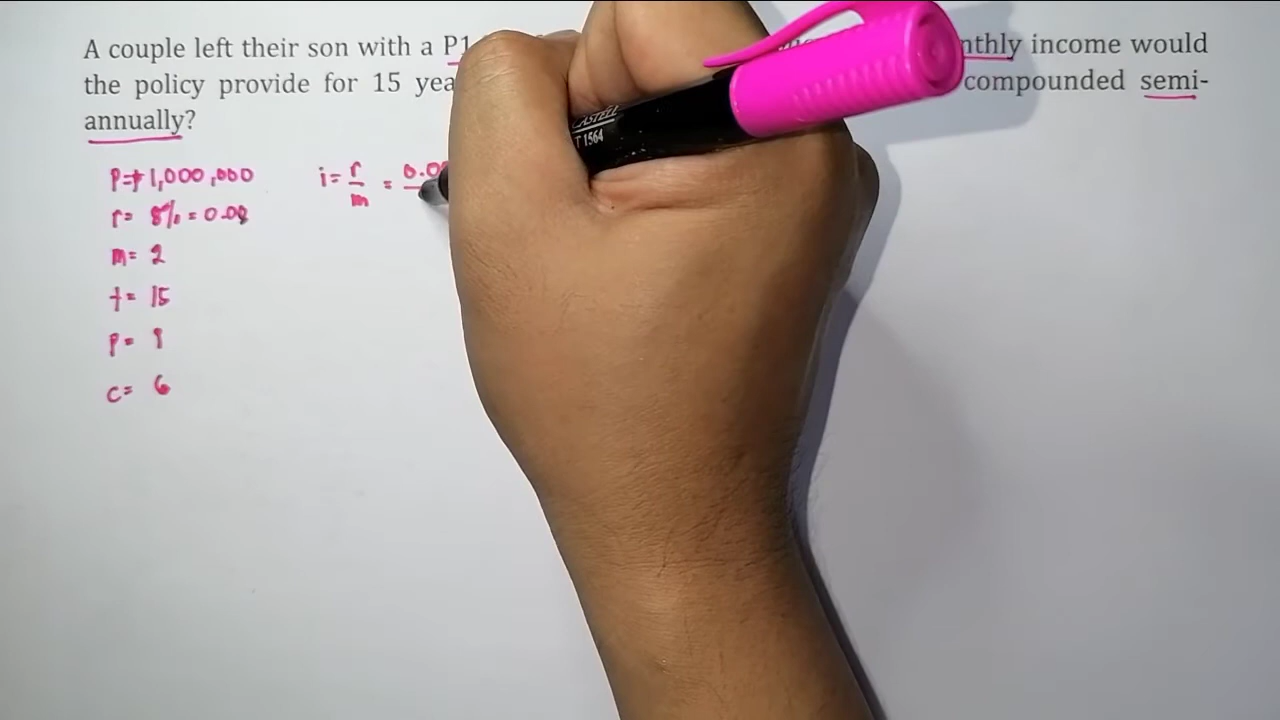 A couple left their son with a P1 nthly income would
the policy provide for 15 yea compounded semi-
annually?
P=₱1,000,000
r= 8% = 0.08
m= 2
t= 15
p= 1
c= 6
i= r/m = 0.0
CASTELL
T 1564